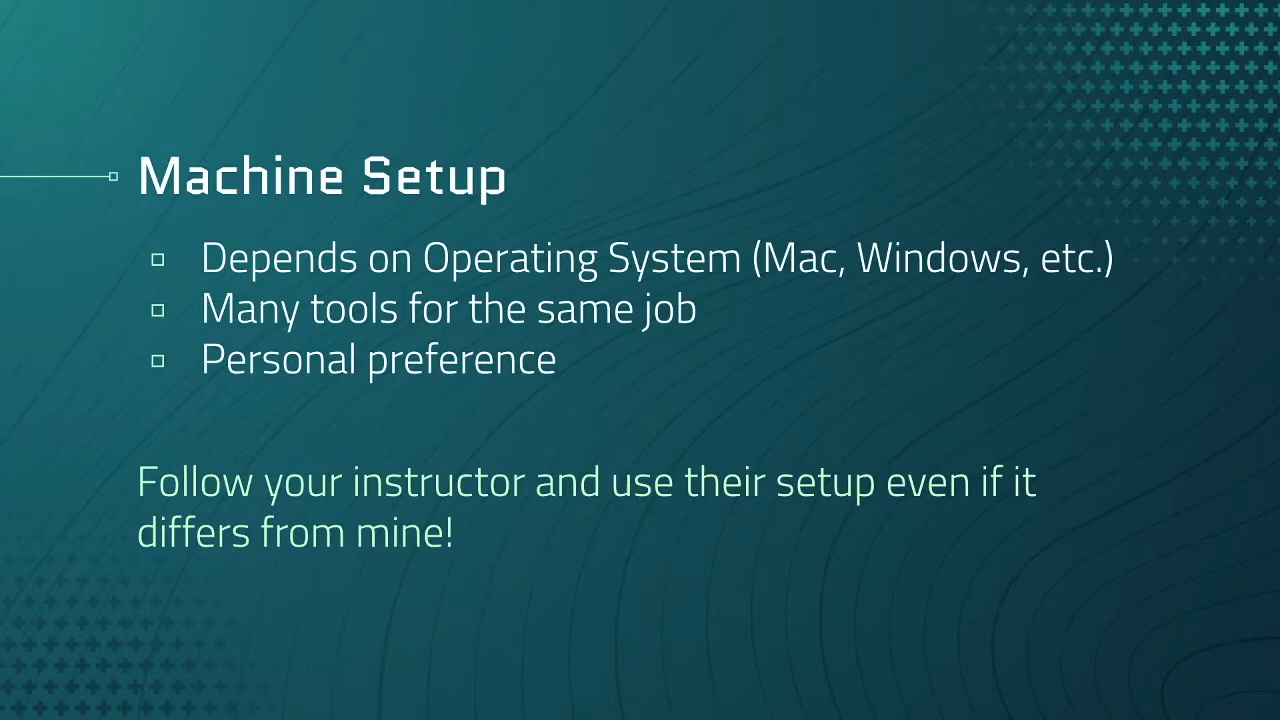 Machine Setup
Depends on Operating System (Mac, Windows, etc.)
Many tools for the same job
Personal preference
Follow your instructor and use their setup even if it
differs from mine!